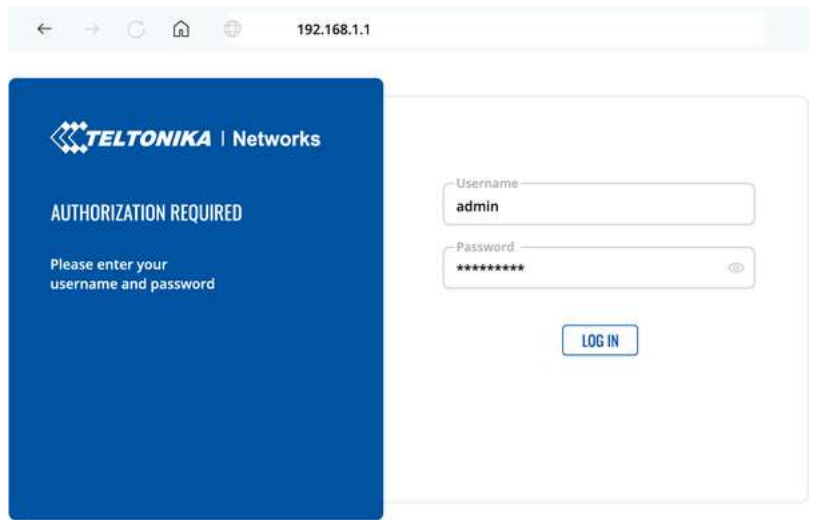 192.168.1.1
TELTONIKA | Networks
AUTHORIZATION REQUIRED
Please enter your
username and password
Username
admin
Password
*********
LOG IN